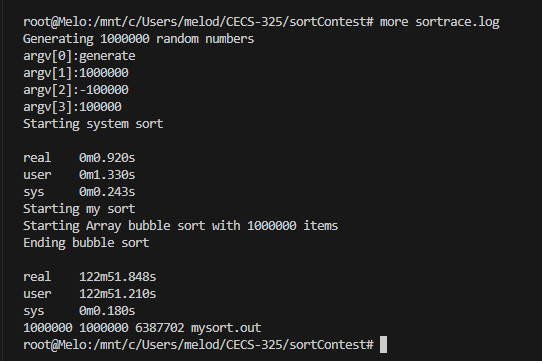 root@Melo:/mnt/c/Users/melod/CECS-325/sortContest# more sortrace.log
Generating 1000000 random numbers
argv[0]:generate
argv[1]:1000000
argv[2]:-100000
argv[3]:100000
Starting system sort
real    0m0.920s
user    0m1.330s
sys     0m0.243s
Starting my sort
Starting Array bubble sort with 1000000 items
Ending bubble sort
real    122m51.848s
user    122m51.210s
sys     0m0.180s
1000000 1000000 6387702 mysort.out
root@Melo:/mnt/c/Users/melod/CECS-325/sortContest#